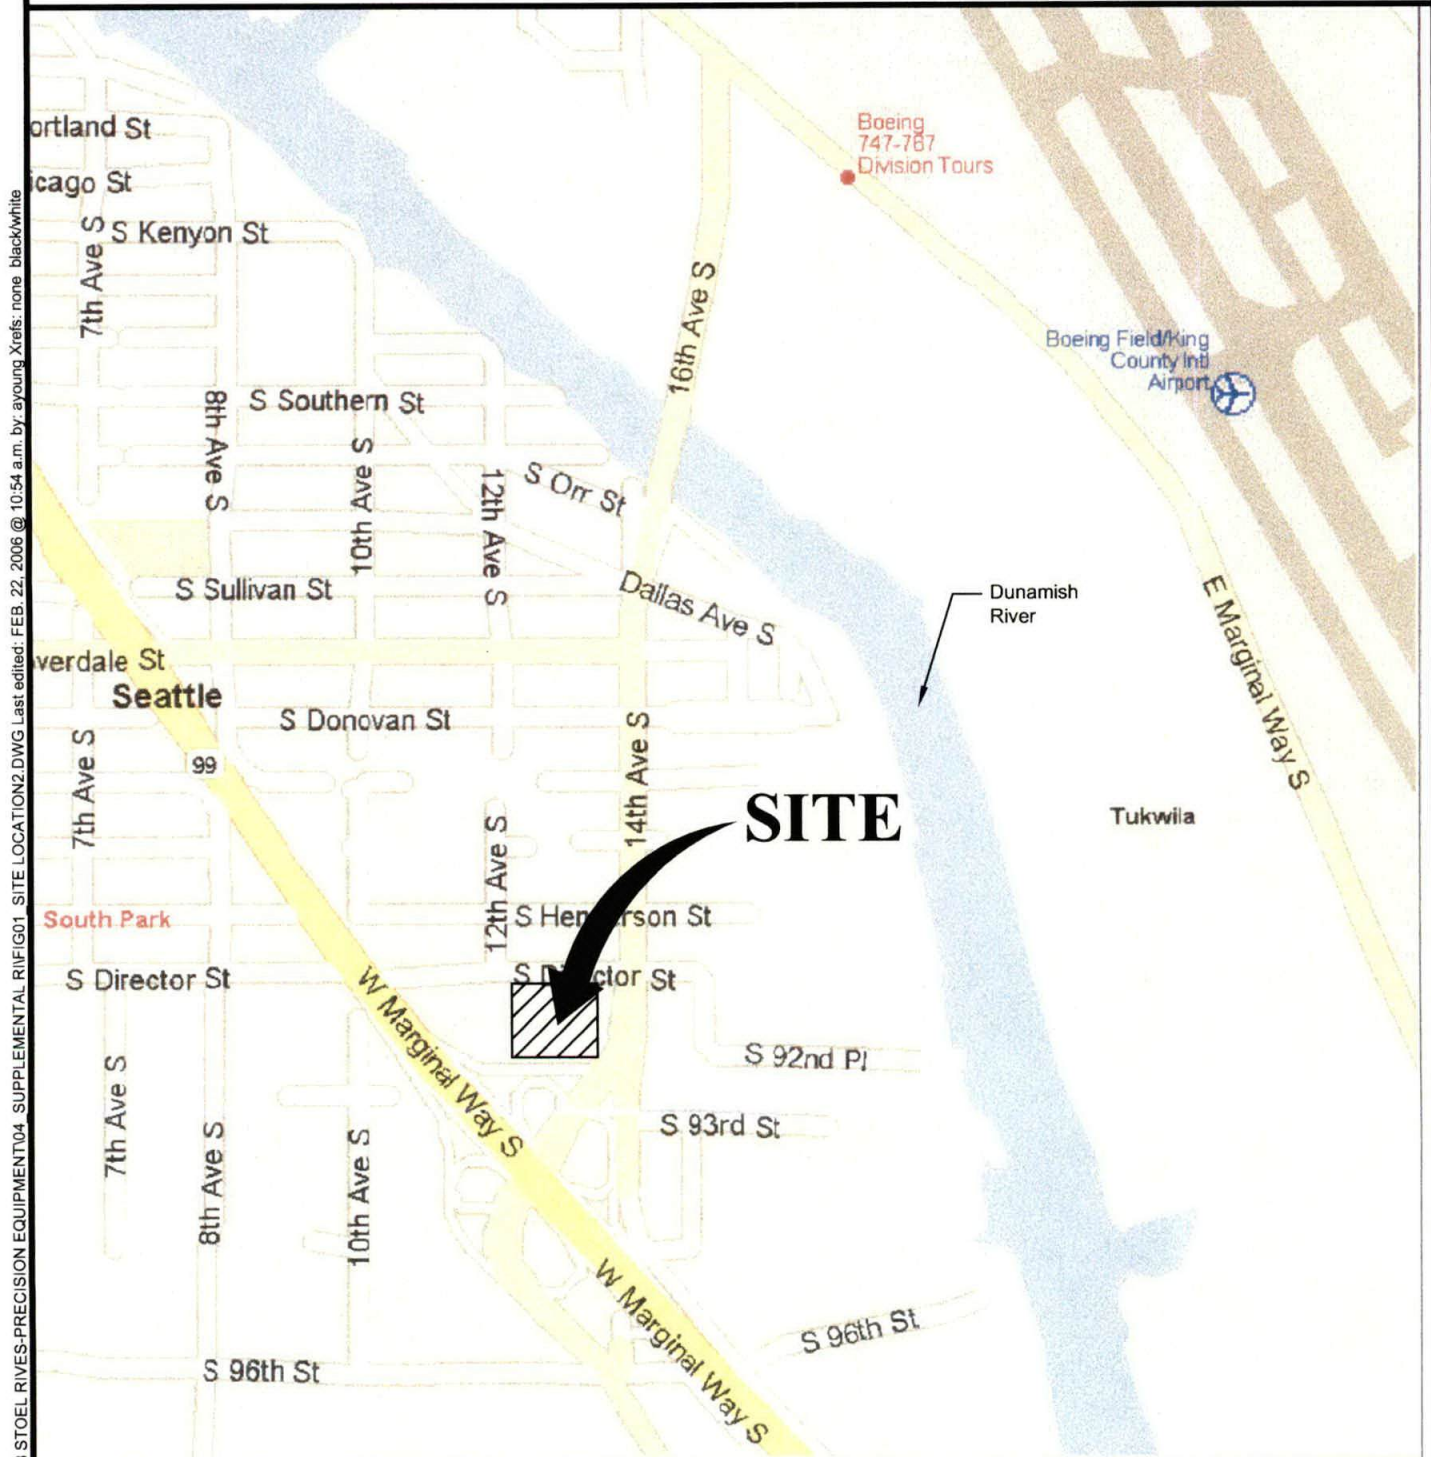 STOEL RIVES-PRECISION EQUIPMENT\04_SUPPLEMENTAL RI\FIG01_SITE LOCATION2.DWG Last edited: FEB. 22, 2006 @ 10:54 a.m. by: ayoung Xrefs: none black/white
ortland St
Boeing
747-767
Division Tours
icago St
S Kenyon St
7th Ave S
16th Ave S
Boeing Field/King
County Intl
Airport
8th Ave S
S Southern St
10th Ave S
12th Ave S
S Orr St
S Sullivan St
Dallas Ave S
Dunamish
River
E Marginal Way S
verdale St
Seattle
S Donovan St
99
7th Ave S
14th Ave S
SITE
Tukwila
12th Ave S
South Park
S Hen erson St
S Director St
S D ctor St
W Marginal Way S
S 92nd Pl
7th Ave S
8th Ave S
10th Ave S
S 93rd St
W Marginal Way S
S 96th St
S 96th St